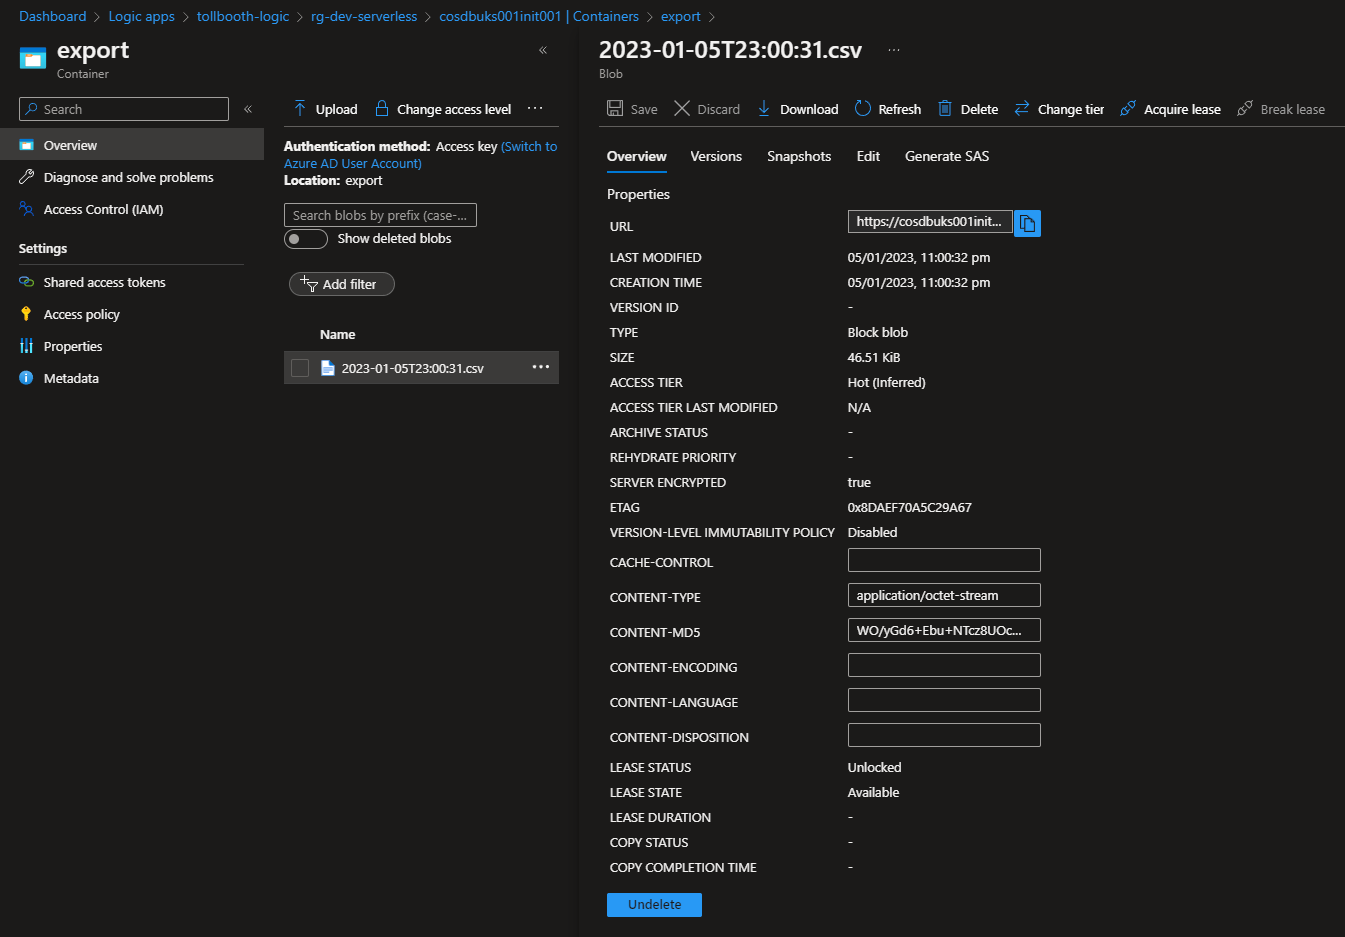 Dashboard > Logic apps > tollbooth-logic > rg-dev-serverless > cosdbuks001init001 | Containers > export >
export
Container
«
Search
«
Overview
Diagnose and solve problems
Access Control (IAM)
Settings
Shared access tokens
Access policy
Properties
Metadata
Upload Change access level ...
Authentication method: Access key (Switch to
Azure AD User Account)
Location: export
Search blobs by prefix (case-...
Show deleted blobs
Add filter
Name
2023-01-05T23:00:31.csv ...
2023-01-05T23:00:31.csv ...
Blob
Save Discard Download Refresh Delete Change tier Acquire lease Break lease
Overview Versions Snapshots Edit Generate SAS
Properties
URL https://cosdbuks001init...
LAST MODIFIED 05/01/2023, 11:00:32 pm
CREATION TIME 05/01/2023, 11:00:32 pm
VERSION ID -
TYPE Block blob
SIZE 46.51 KiB
ACCESS TIER Hot (Inferred)
ACCESS TIER LAST MODIFIED N/A
ARCHIVE STATUS -
REHYDRATE PRIORITY -
SERVER ENCRYPTED true
ETAG 0x8DAEF70A5C29A67
VERSION-LEVEL IMMUTABILITY POLICY Disabled
CACHE-CONTROL
CONTENT-TYPE application/octet-stream
CONTENT-MD5 WO/yGd6+Ebu+NTcz8UOc...
CONTENT-ENCODING
CONTENT-LANGUAGE
CONTENT-DISPOSITION
LEASE STATUS Unlocked
LEASE STATE Available
LEASE DURATION -
COPY STATUS -
COPY COMPLETION TIME -
Undelete